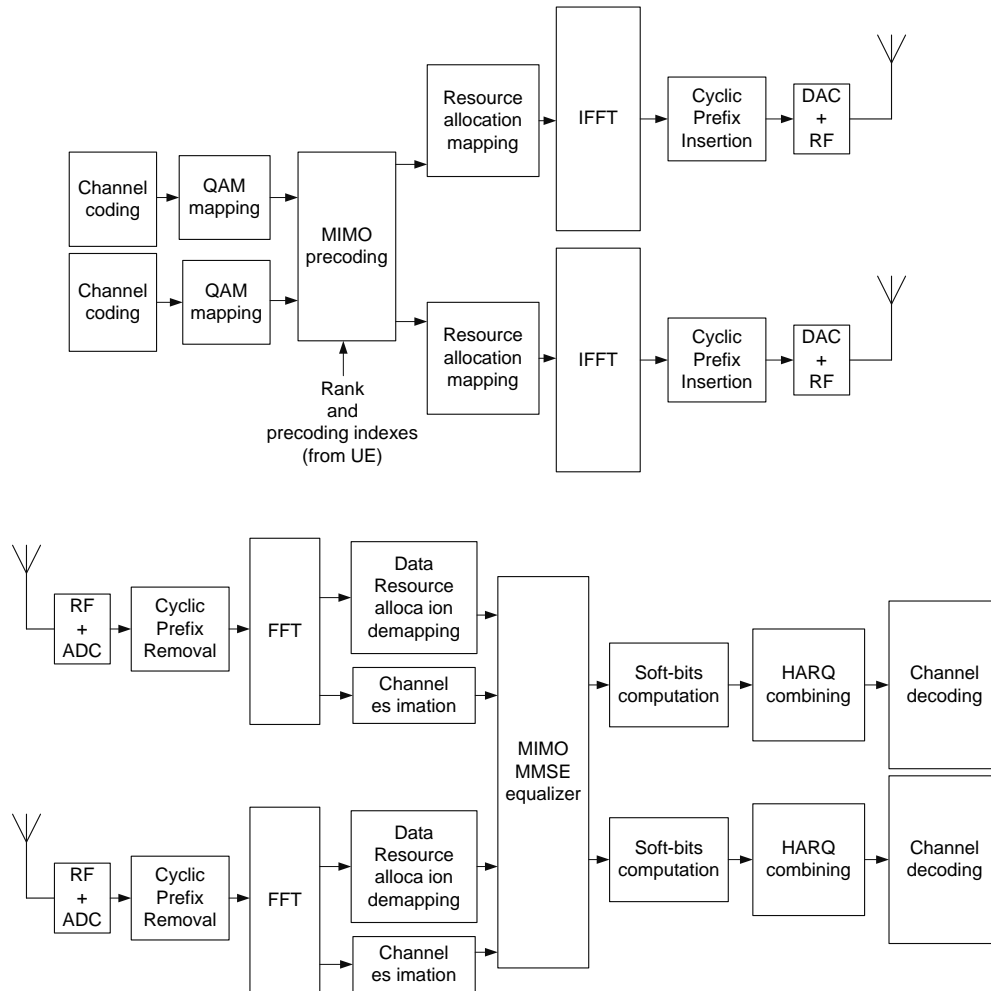 Channel
coding
QAM
mapping
Channel
coding
QAM
mapping
MIMO
precoding
Rank
and
precoding indexes
(from UE)
Resource
allocation
mapping
IFFT
Cyclic
Prefix
Insertion
DAC
+
RF
Resource
allocation
mapping
IFFT
Cyclic
Prefix
Insertion
DAC
+
RF
RF
+
ADC
Cyclic
Prefix
Removal
FFT
Data
Resource
alloca ion
demapping
Channel
es imation
RF
+
ADC
Cyclic
Prefix
Removal
FFT
Data
Resource
alloca ion
demapping
Channel
es imation
MIMO
MMSE
equalizer
Soft-bits
computation
HARQ
combining
Channel
decoding
Soft-bits
computation
HARQ
combining
Channel
decoding